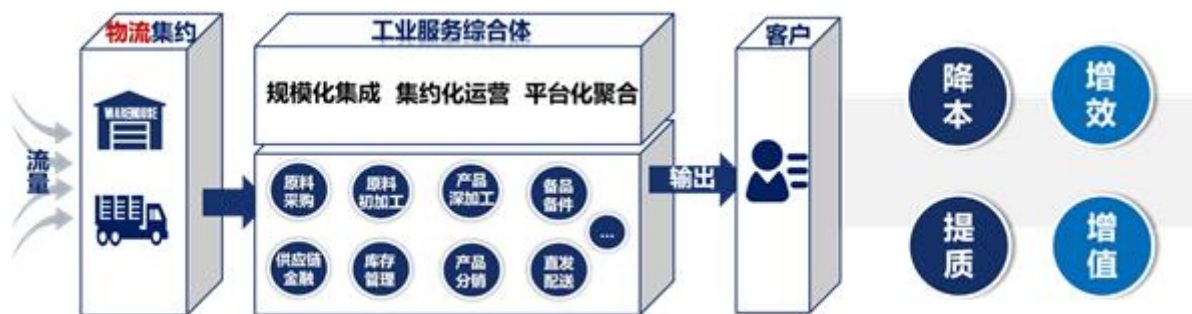 流量
物流集约
WAREHOUSE
工业服务综合体
规模化集成 集约化运营 平台化聚合
原料
采购
原料
初加工
产品
深加工
备品
备件
...
供应链
金融
库存
管理
产品
分销
直发
配送
输出
客户
降本
增效
提质
增值